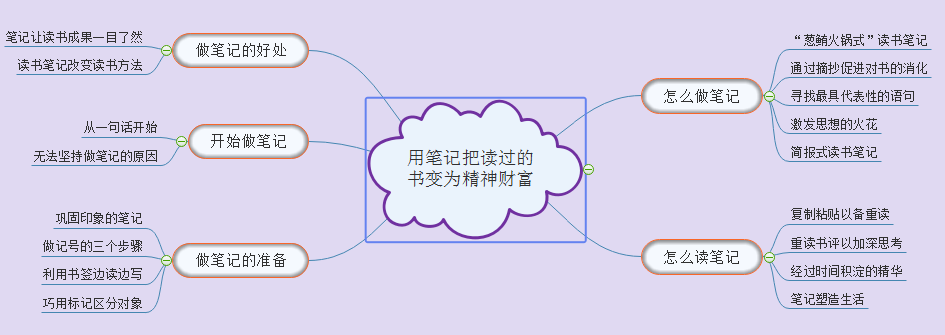 用笔记把读过的
书变为精神财富
做笔记的好处
笔记让读书成果一目了然
读书笔记改变读书方法
开始做笔记
从一句话开始
无法坚持做笔记的原因
做笔记的准备
巩固印象的笔记
做记号的三个步骤
利用书签边读边写
巧用标记区分对象
怎么做笔记
“葱鲔火锅式”读书笔记
通过摘抄促进对书的消化
寻找最具代表性的语句
激发思想的火花
简报式读书笔记
怎么读笔记
复制粘贴以备重读
重读书评以加深思考
经过时间积淀的精华
笔记塑造生活